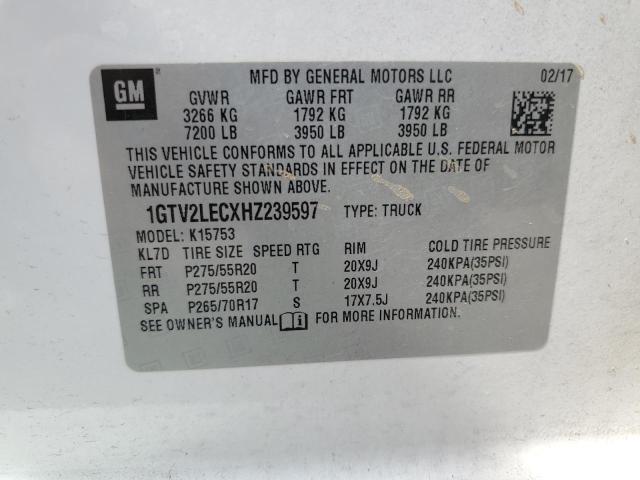 GM
MFD BY GENERAL MOTORS LLC 02/17
GVWR GAWR FRT GAWR RR
3266 KG 1792 KG 1792 KG
7200 LB 3950 LB 3950 LB
THIS VEHICLE CONFORMS TO ALL APPLICABLE U.S. FEDERAL MOTOR
VEHICLE SAFETY STANDARDS IN EFFECT ON THE DATE OF
MANUFACTURE SHOWN ABOVE.
1GTV2LECXHZ239597 TYPE: TRUCK
MODEL: K15753
KL7D TIRE SIZE SPEED RTG RIM COLD TIRE PRESSURE
FRT P275/55R20 T 20X9J 240KPA(35PSI)
RR P275/55R20 T 20X9J 240KPA(35PSI)
SPA P265/70R17 S 17X7.5J 240KPA(35PSI)
SEE OWNER'S MANUAL FOR MORE INFORMATION.